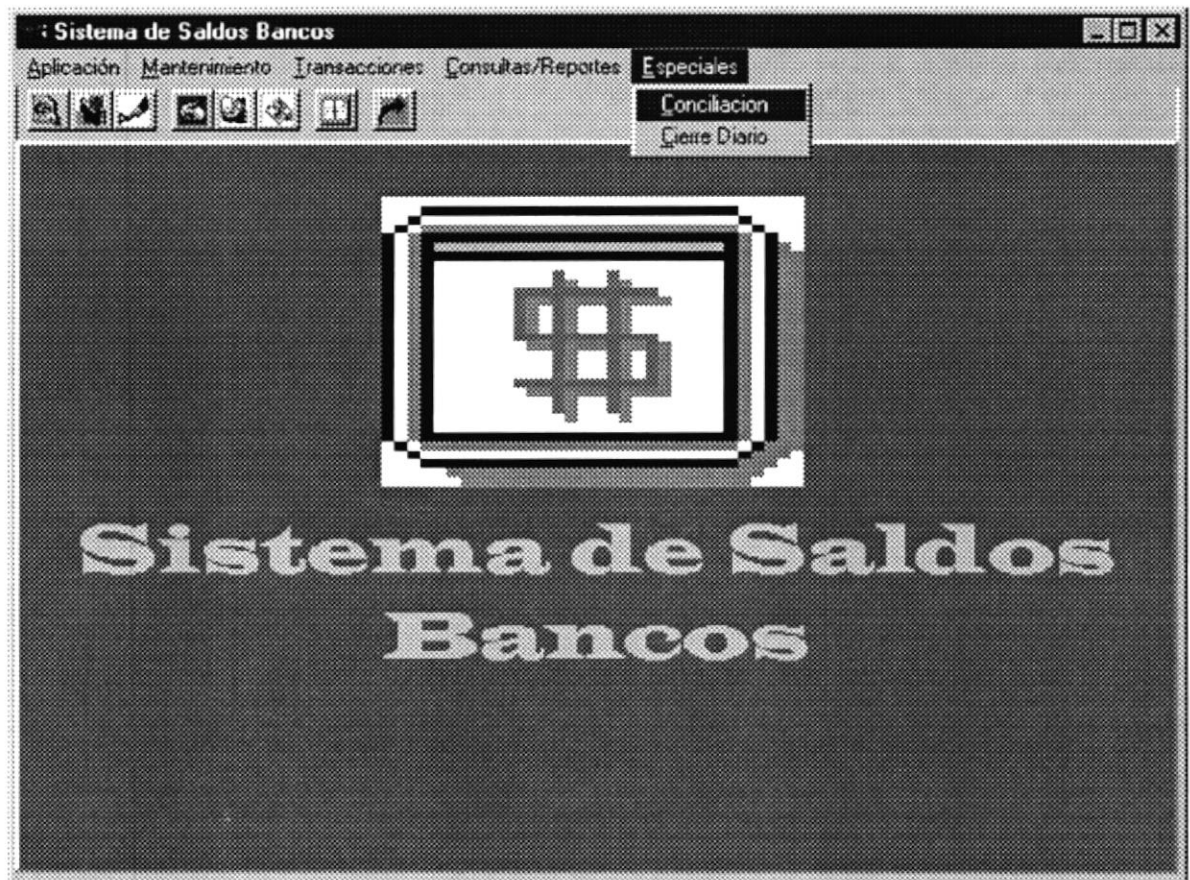 Sistema de Saldos Bancos
Aplicación Mantenimiento Transacciones Consultas/Reportes Especiales
Conciliacion
Cierre Diario
$
Sistema de Saldos
Bancos